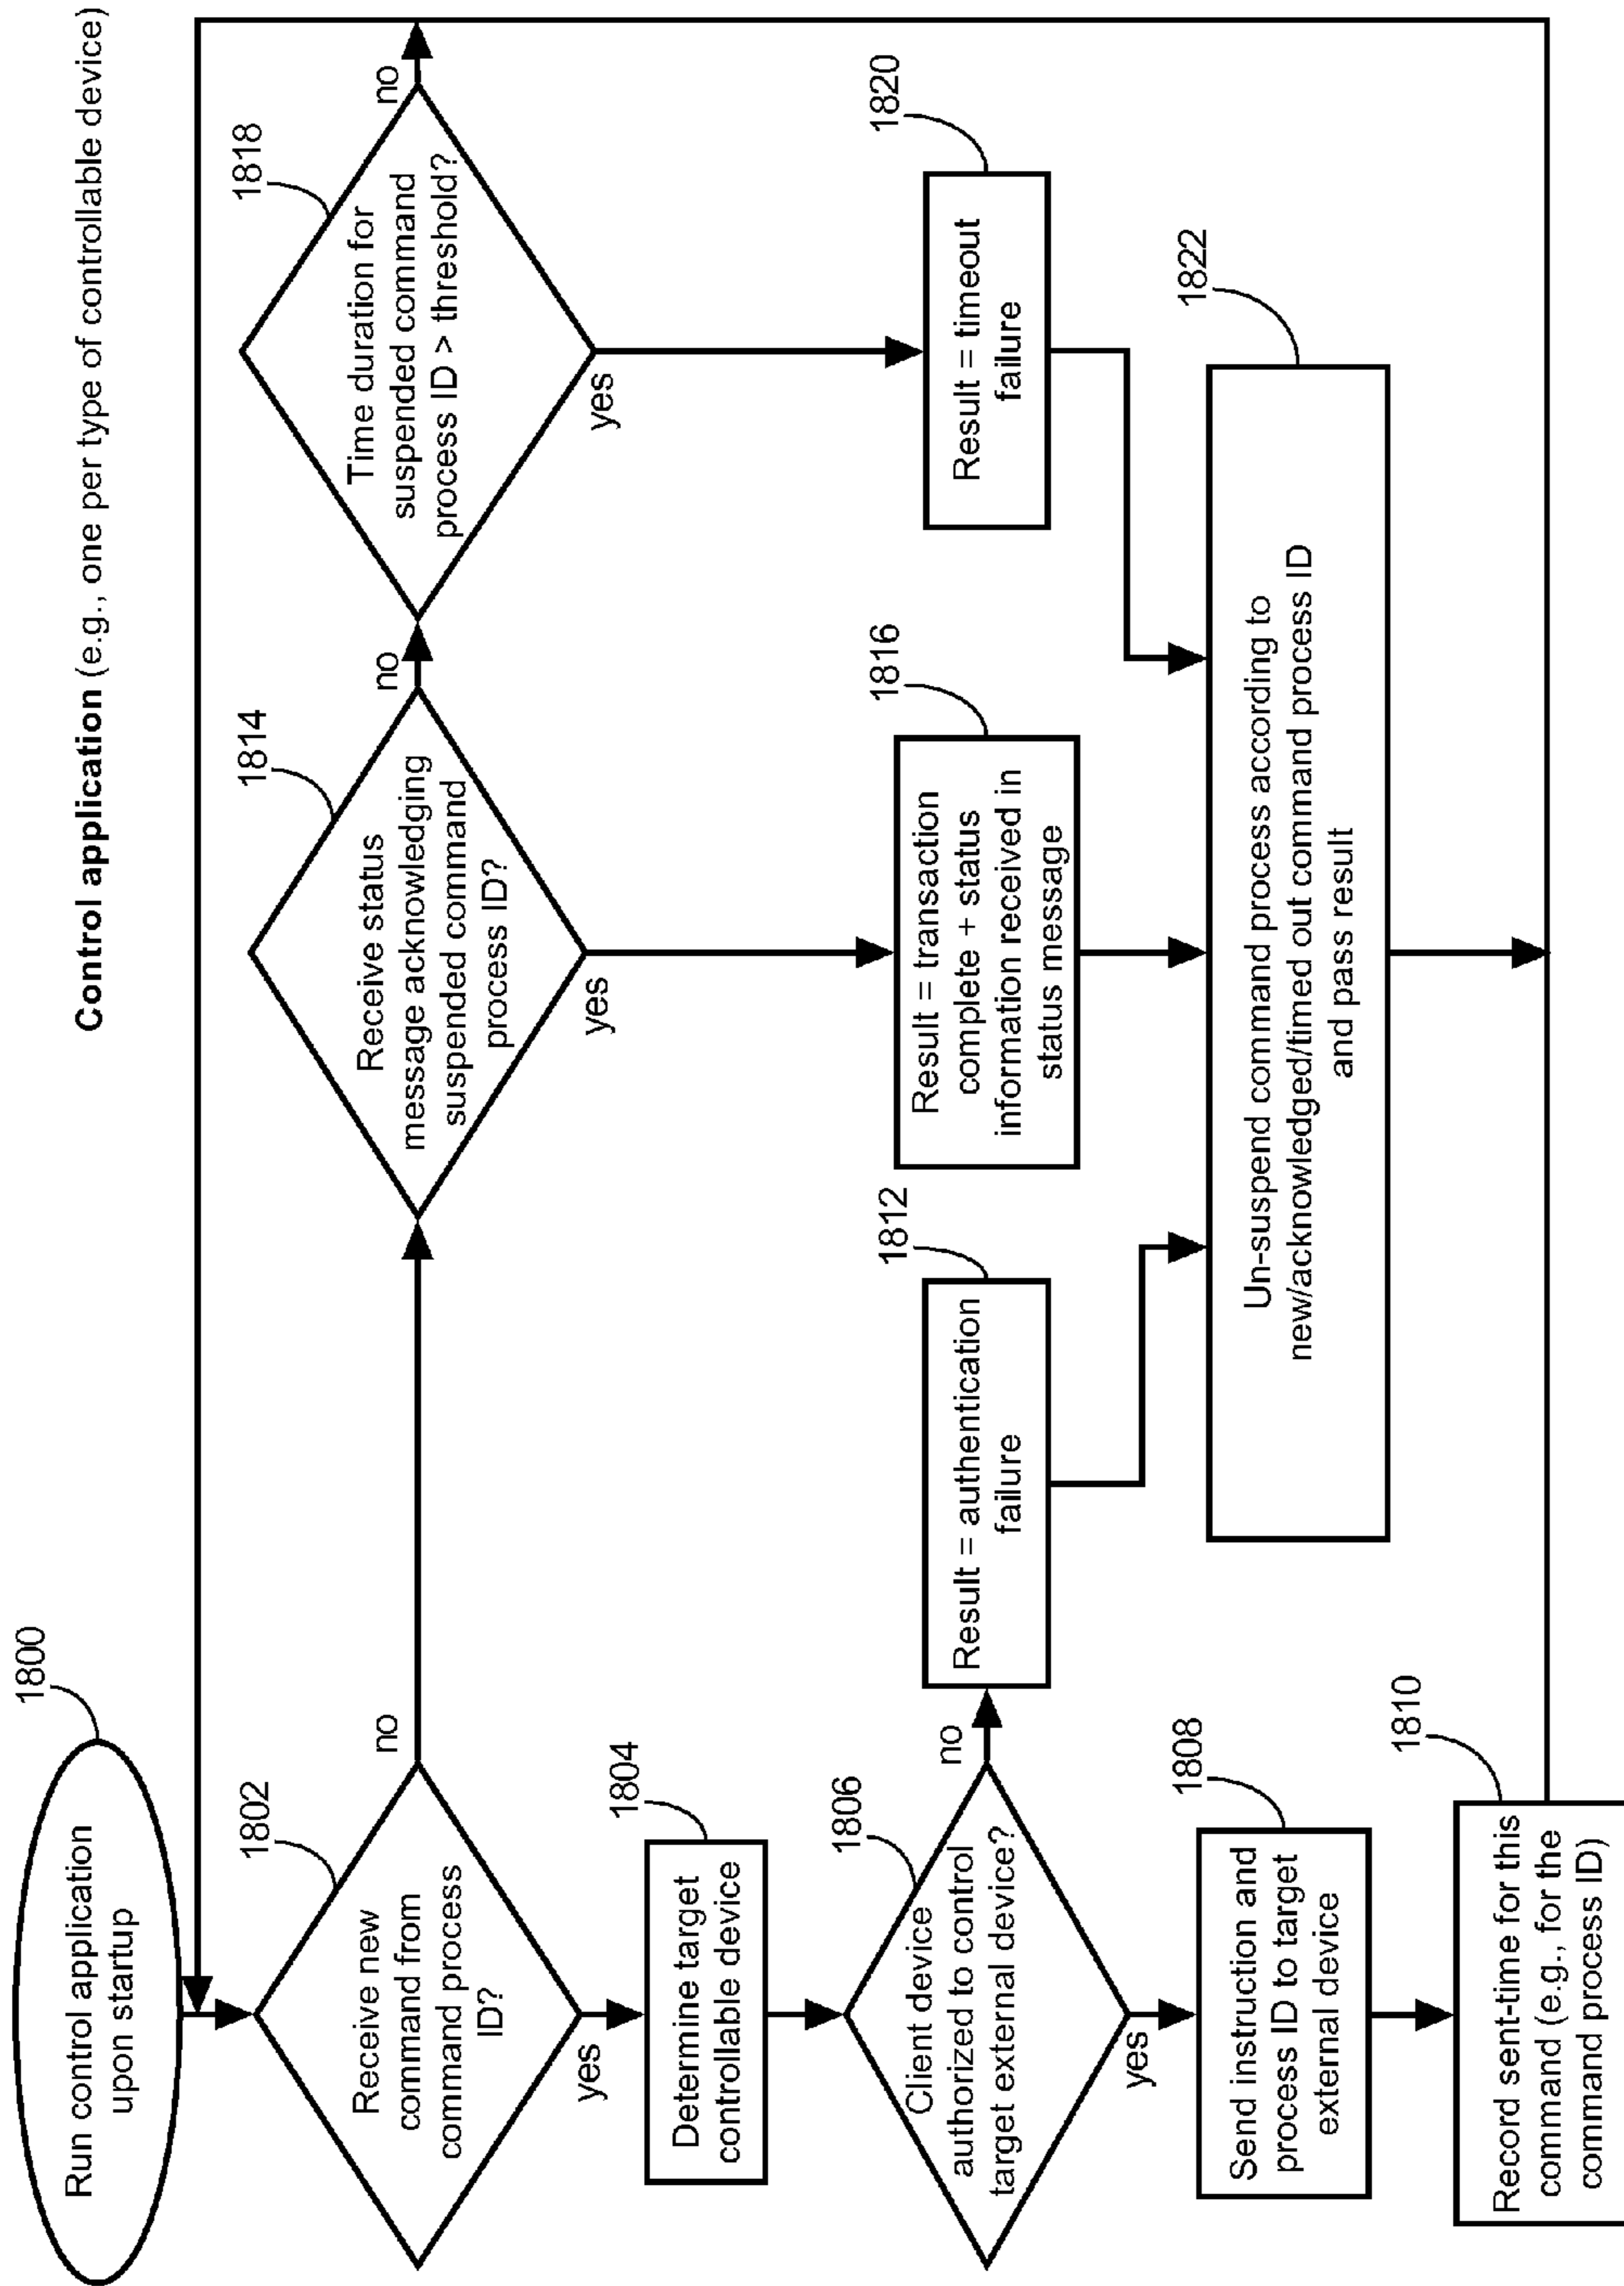 Control application (e.g., one per type of controllable device)
1800
Run control application
upon startup
1802
Receive new
command from
command process
ID?
no
yes
1804
Determine target
controllable device
1806
Client device
authorized to control
target external device?
no
yes
1808
Send instruction and
process ID to target
external device
1810
Record sent-time for this
command (e.g., for the
command process ID)
1812
Result = authentication
failure
1814
Receive status
message acknowledging
suspended command
process ID?
no
yes
1816
Result = transaction
complete + status
information received in
status message
1818
Time duration for
suspended command
process ID > threshold?
no
yes
1820
Result = timeout
failure
1822
Un-suspend command process according to
new/acknowledged/timed out command process ID
and pass result